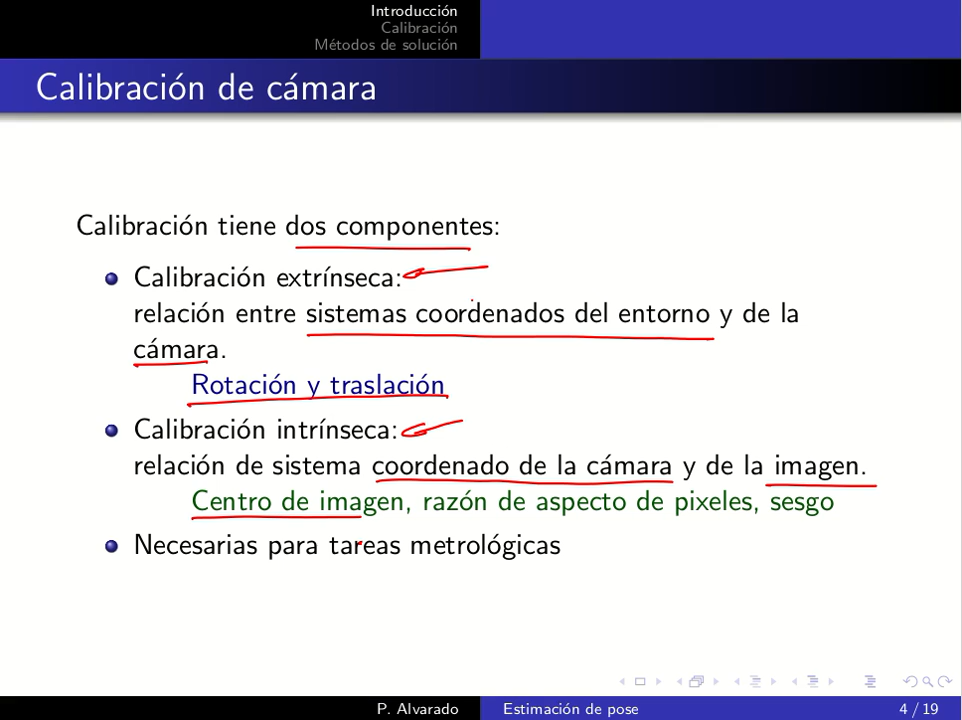 Introducción
Calibración
Métodos de solución
Calibración de cámara
Calibración tiene dos componentes:
Calibración extrínseca:
relación entre sistemas coordenados del entorno y de la
cámara.
Rotación y traslación
Calibración intrínseca:
relación de sistema coordenado de la cámara y de la imagen.
Centro de imagen, razón de aspecto de pixeles, sesgo
Necesarias para tareas metrológicas
P. Alvarado
Estimación de pose
4 / 19